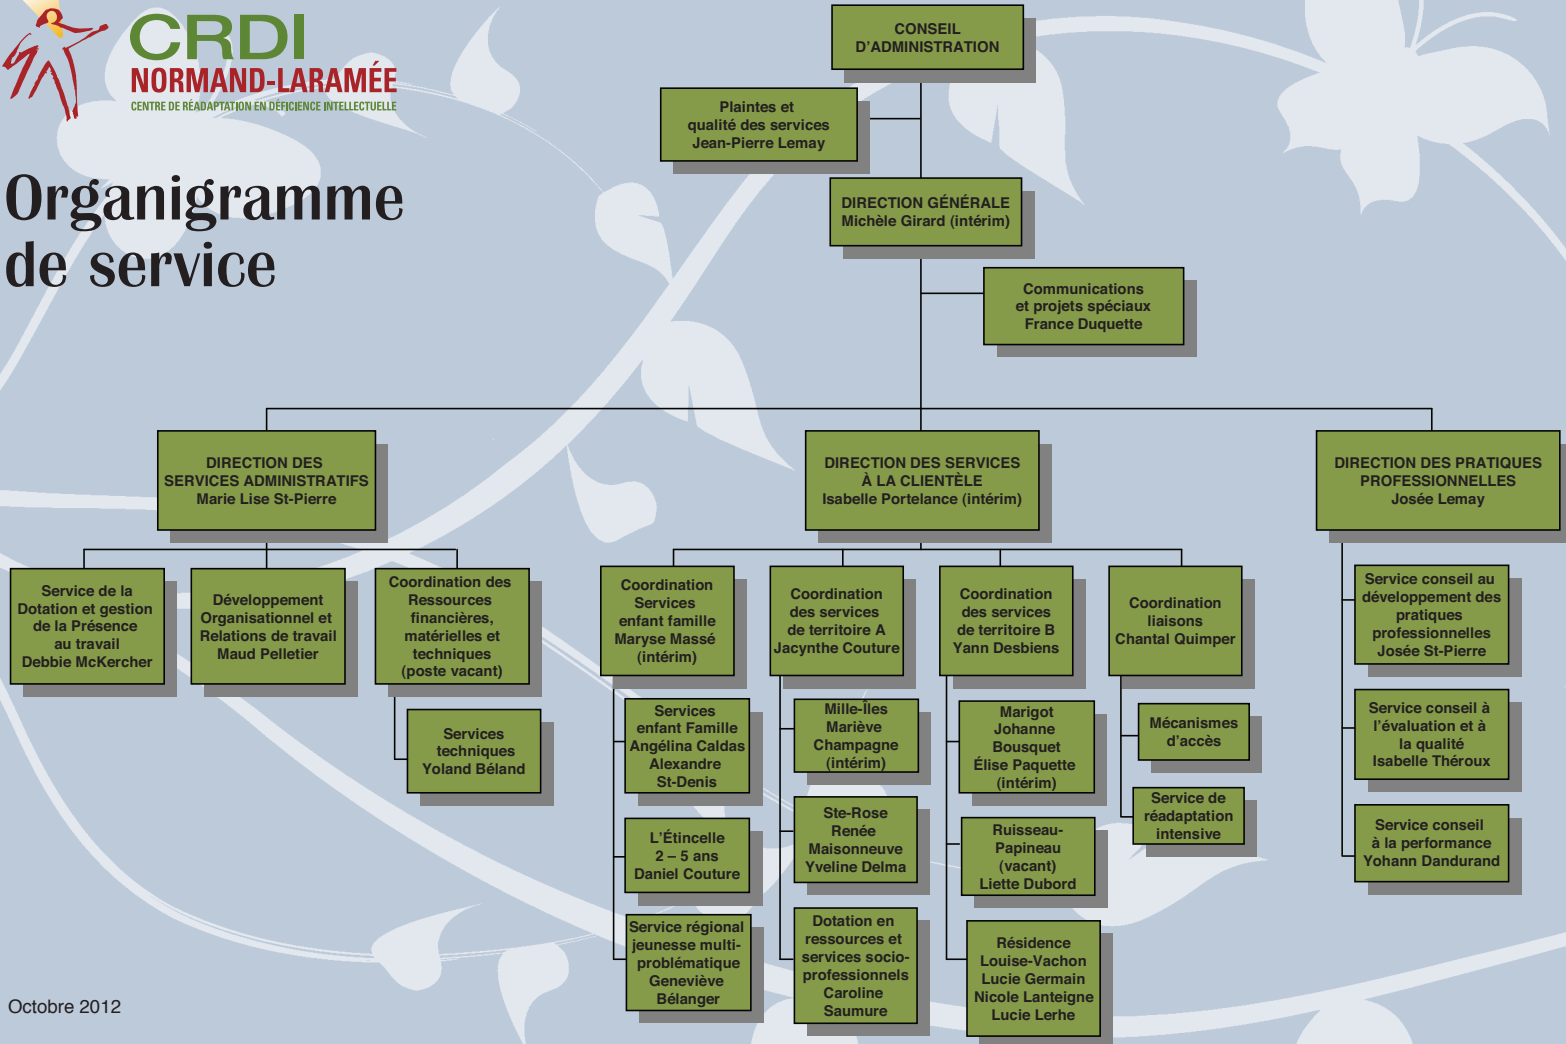 CRDI
NORMAND-LARAMÉE
CENTRE DE RÉADAPTATION EN DÉFICIENCE INTELLECTUELLE
Organigramme
de service
CONSEIL
D'ADMINISTRATION
Plaintes et
qualité des services
Jean-Pierre Lemay
DIRECTION GÉNÉRALE
Michèle Girard (intérim)
Communications
et projets spéciaux
France Duquette
DIRECTION DES
SERVICES ADMINISTRATIFS
Marie Lise St-Pierre
DIRECTION DES SERVICES
À LA CLIENTÈLE
Isabelle Portelance (intérim)
DIRECTION DES PRATIQUES
PROFESSIONNELLES
Josée Lemay
Service de la
Dotation et gestion
de la Présence
au travail
Debbie McKercher
Développement
Organisationnel et
Relations de travail
Maud Pelletier
Coordination des
Ressources
financières,
matérielles et
techniques
(poste vacant)
Services
techniques
Yoland Béland
Coordination
Services
enfant famille
Maryse Massé
(intérim)
Services
enfant Famille
Angélina Caldas
Alexandre
St-Denis
L'Étincelle
2 – 5 ans
Daniel Couture
Service régional
jeunesse multi-
problématique
Geneviève
Bélanger
Coordination
des services
de territoire A
Jacynthe Couture
Mille-Îles
Mariève
Champagne
(intérim)
Ste-Rose
Renée
Maisonneuve
Yveline Delma
Dotation en
ressources et
services socio-
professionnels
Caroline
Saumure
Coordination
des services
de territoire B
Yann Desbiens
Marigot
Johanne
Bousquet
Élise Paquette
(intérim)
Ruisseau-
Papineau
(vacant)
Liette Dubord
Résidence
Louise-Vachon
Lucie Germain
Nicole Lanteigne
Lucie Lerhe
Coordination
liaisons
Chantal Quimper
Mécanismes
d'accès
Service de
réadaptation
intensive
Service conseil au
développement des
pratiques
professionnelles
Josée St-Pierre
Service conseil à
l'évaluation et à
la qualité
Isabelle Théroux
Service conseil
à la performance
Yohann Dandurand
Octobre 2012